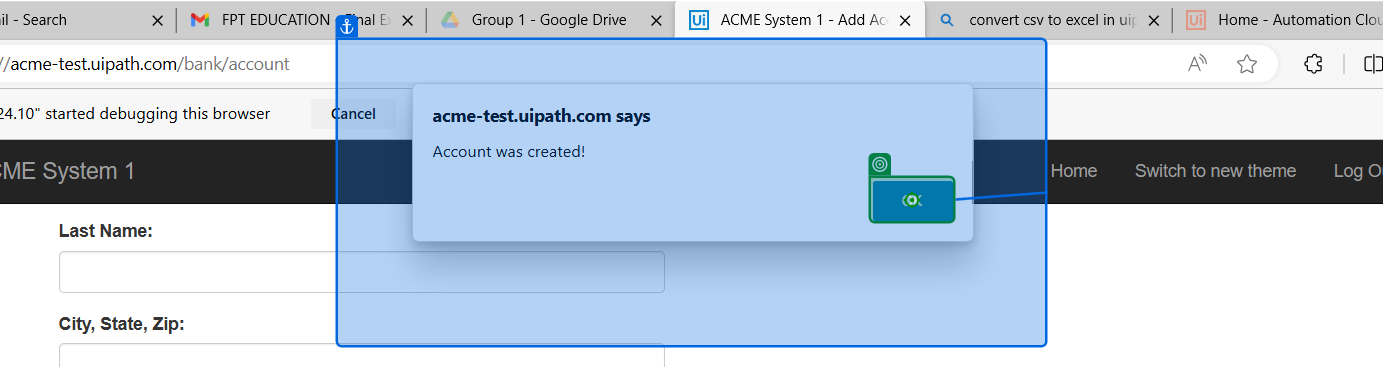 il - Search
FPT EDUCATION - Final Ex
Group 1 - Google Drive
ACME System 1 - Add Acc
convert csv to excel in uip
Home - Automation Clou
//acme-test.uipath.com/bank/account
24.10" started debugging this browser
Cancel
acme-test.uipath.com says
Account was created!
CME System 1
Home
Switch to new theme
Log O
Last Name:
City, State, Zip: